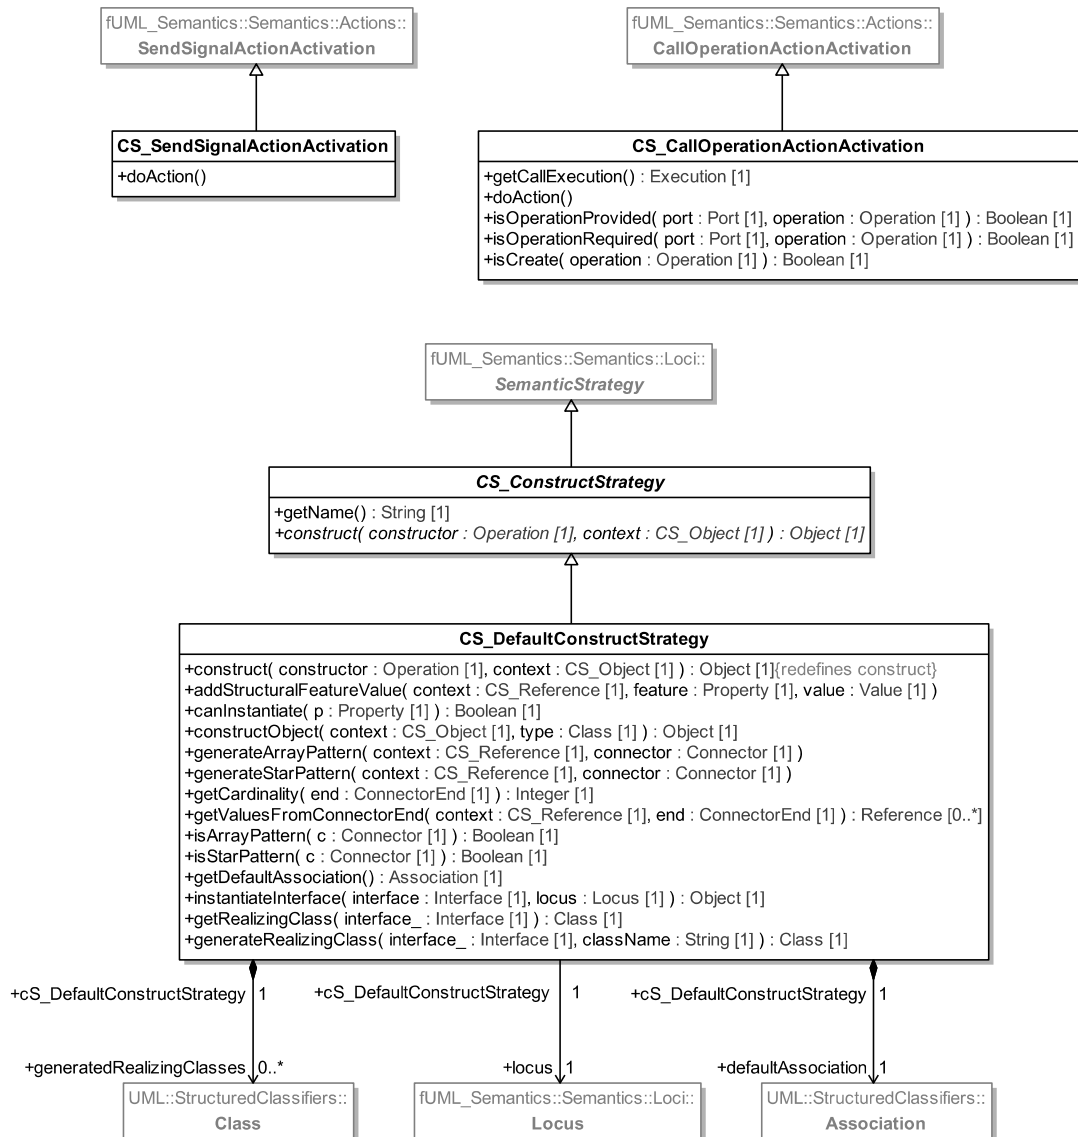 fUML_Semantics::Semantics::Actions::
SendSignalActionActivation
fUML_Semantics::Semantics::Actions::
CallOperationActionActivation
CS_SendSignalActionActivation
+doAction()
CS_CallOperationActionActivation
+getCallExecution() : Execution [1]
+doAction()
+isOperationProvided( port : Port [1], operation : Operation [1] ) : Boolean [1]
+isOperationRequired( port : Port [1], operation : Operation [1] ) : Boolean [1]
+isCreate( operation : Operation [1] ) : Boolean [1]
fUML_Semantics::Semantics::Loci::
SemanticStrategy
CS_ConstructStrategy
+getName() : String [1]
+construct( constructor : Operation [1], context : CS_Object [1] ) : Object [1]
CS_DefaultConstructStrategy
+construct( constructor : Operation [1], context : CS_Object [1] ) : Object [1]{redefines construct}
+addStructuralFeatureValue( context : CS_Reference [1], feature : Property [1], value : Value [1] )
+canInstantiate( p : Property [1] ) : Boolean [1]
+constructObject( context : CS_Object [1], type : Class [1] ) : Object [1]
+generateArrayPattern( context : CS_Reference [1], connector : Connector [1] )
+generateStarPattern( context : CS_Reference [1], connector : Connector [1] )
+getCardinality( end : ConnectorEnd [1] ) : Integer [1]
+getValuesFromConnectorEnd( context : CS_Reference [1], end : ConnectorEnd [1] ) : Reference [0..*]
+isArrayPattern( c : Connector [1] ) : Boolean [1]
+isStarPattern( c : Connector [1] ) : Boolean [1]
+getDefaultAssociation() : Association [1]
+instantiateInterface( interface : Interface [1], locus : Locus [1] ) : Object [1]
+getRealizingClass( interface_ : Interface [1] ) : Class [1]
+generateRealizingClass( interface_ : Interface [1], className : String [1] ) : Class [1]
+cS_DefaultConstructStrategy 1
+cS_DefaultConstructStrategy 1
+cS_DefaultConstructStrategy 1
+generatedRealizingClasses 0..*
+locus 1
+defaultAssociation 1
UML::StructuredClassifiers::
Class
fUML_Semantics::Semantics::Loci::
Locus
UML::StructuredClassifiers::
Association